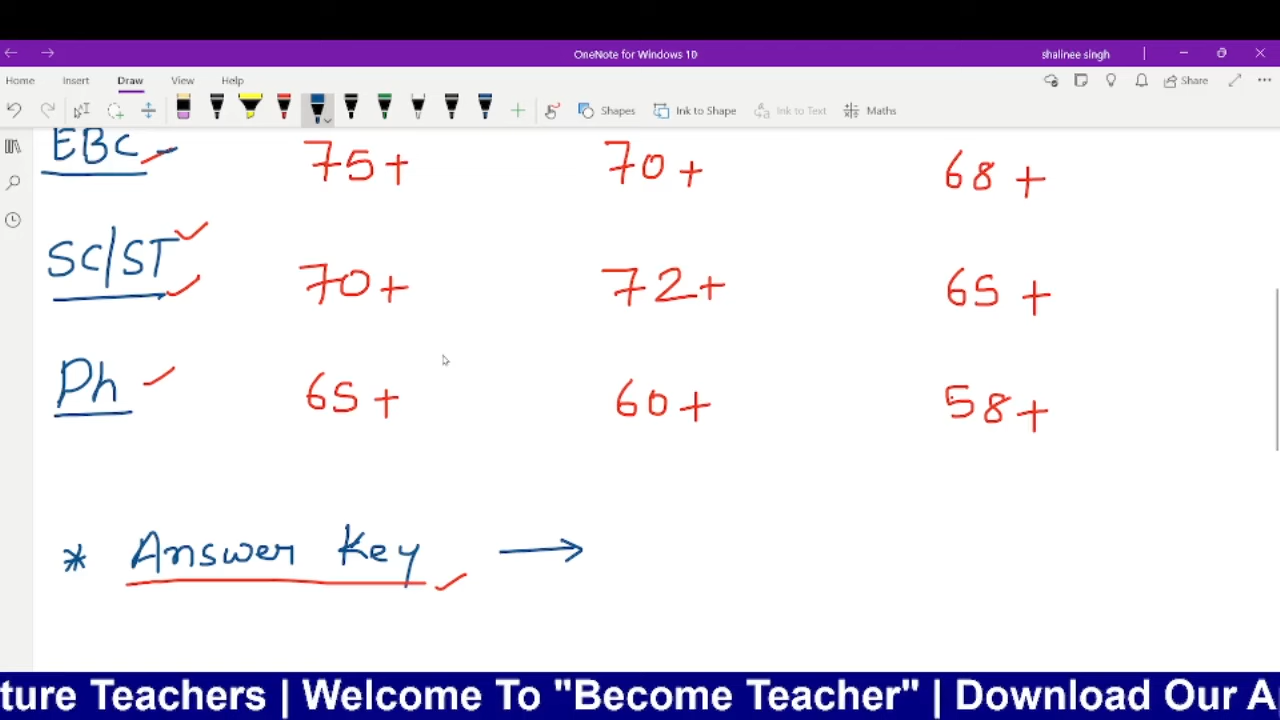 OneNote for Windows 10
shalinee singh
Home Insert Draw View Help
Share
Shapes Ink to Shape Ink to Text Maths
EBC 75+ 70+ 68+
SC/ST 70+ 72+ 65+
Ph 65+ 60+ 58+
* Answer Key →
ture Teachers | Welcome To "Become Teacher" | Download Our A